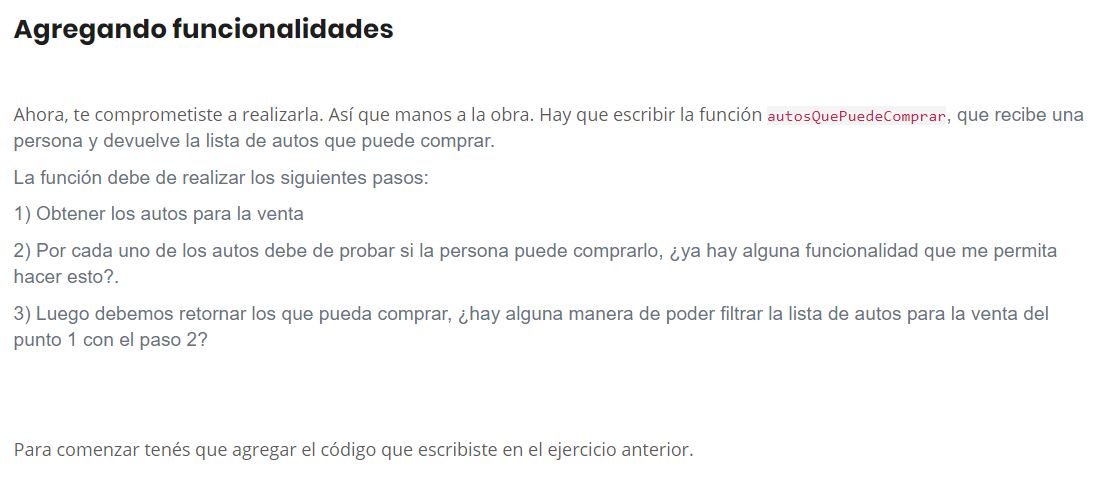 Agregando funcionalidades
Ahora, te comprometiste a realizarla. Así que manos a la obra. Hay que escribir la función autosQuePuedeComprar, que recibe una
persona y devuelve la lista de autos que puede comprar.
La función debe de realizar los siguientes pasos:
1) Obtener los autos para la venta
2) Por cada uno de los autos debe de probar si la persona puede comprarlo, ¿ya hay alguna funcionalidad que me permita
hacer esto?.
3) Luego debemos retornar los que pueda comprar, ¿hay alguna manera de poder filtrar la lista de autos para la venta del
punto 1 con el paso 2?
Para comenzar tenés que agregar el código que escribiste en el ejercicio anterior.